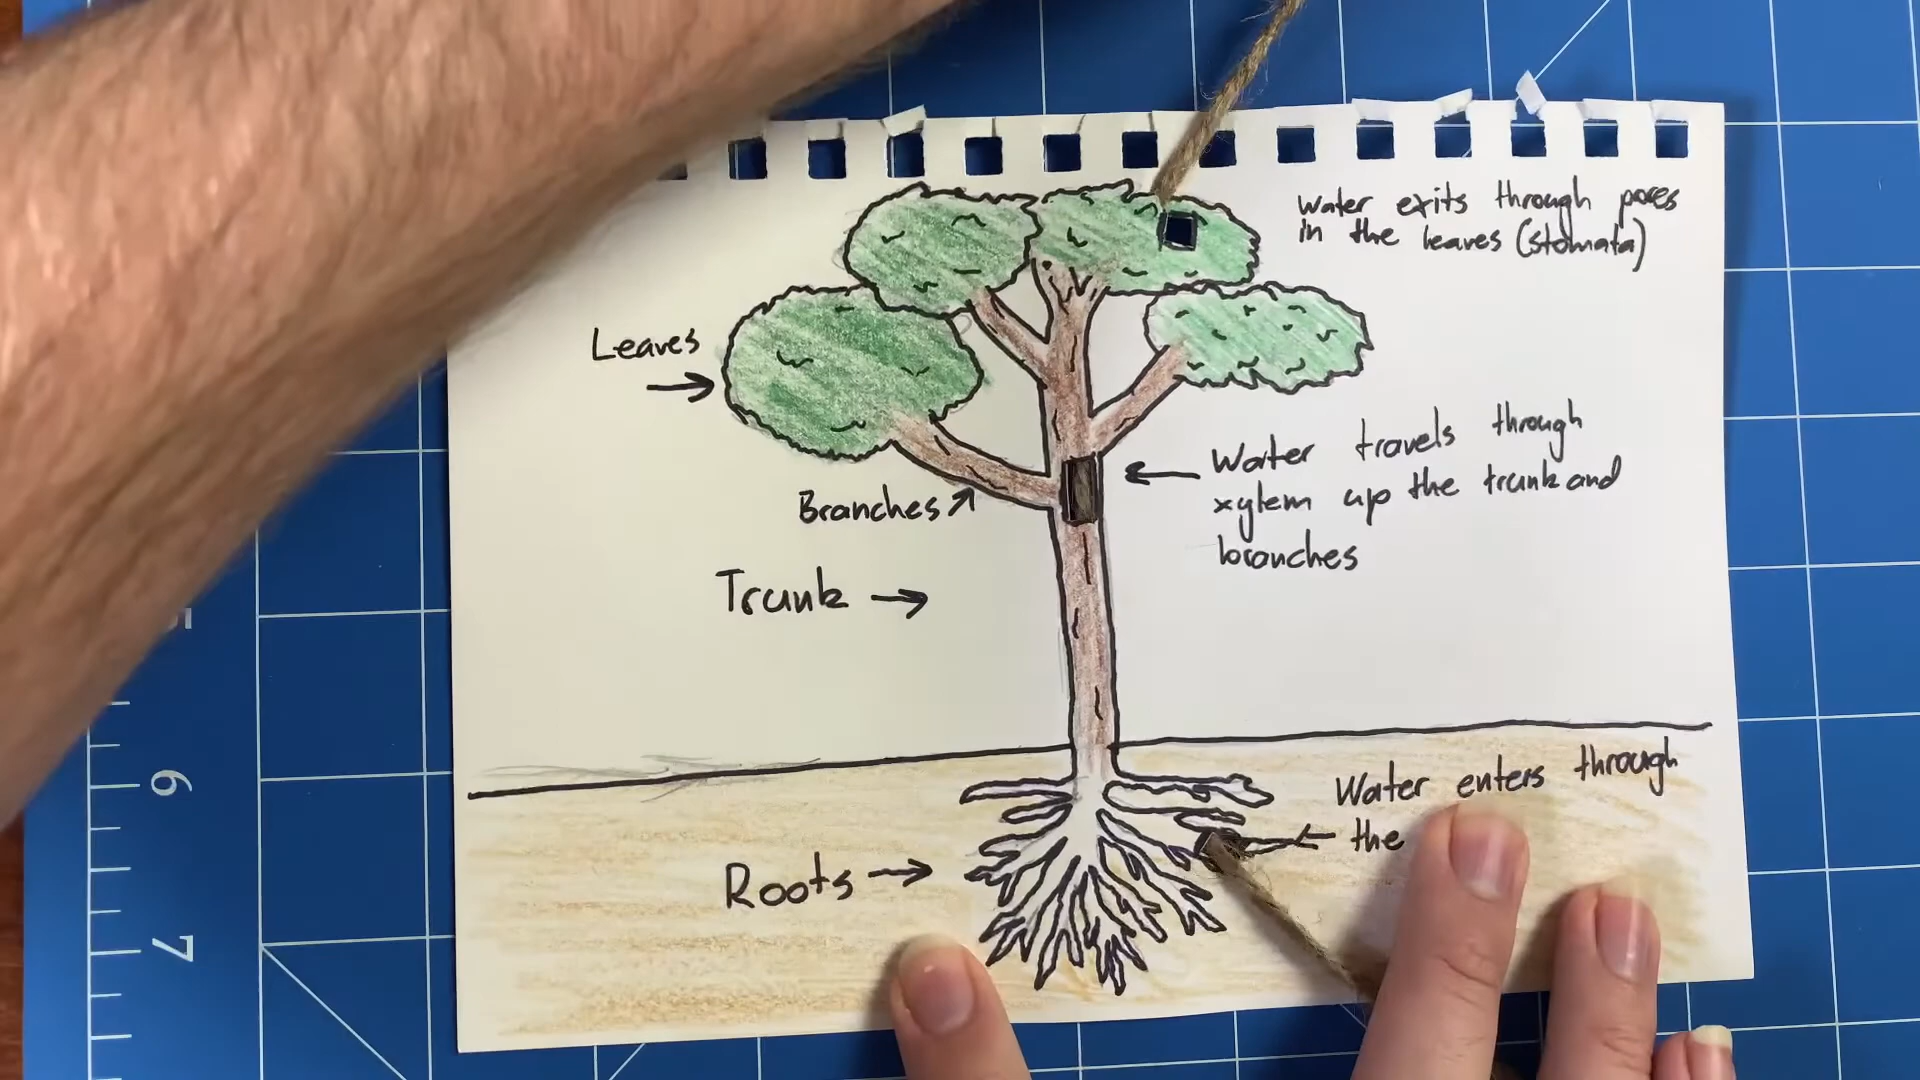 Water exits through pores
in the leaves (stomata)
Leaves
Water travels through
xylem up the trunk and
branches
Branches
Trunk
Water enters through
the
Roots
6
7